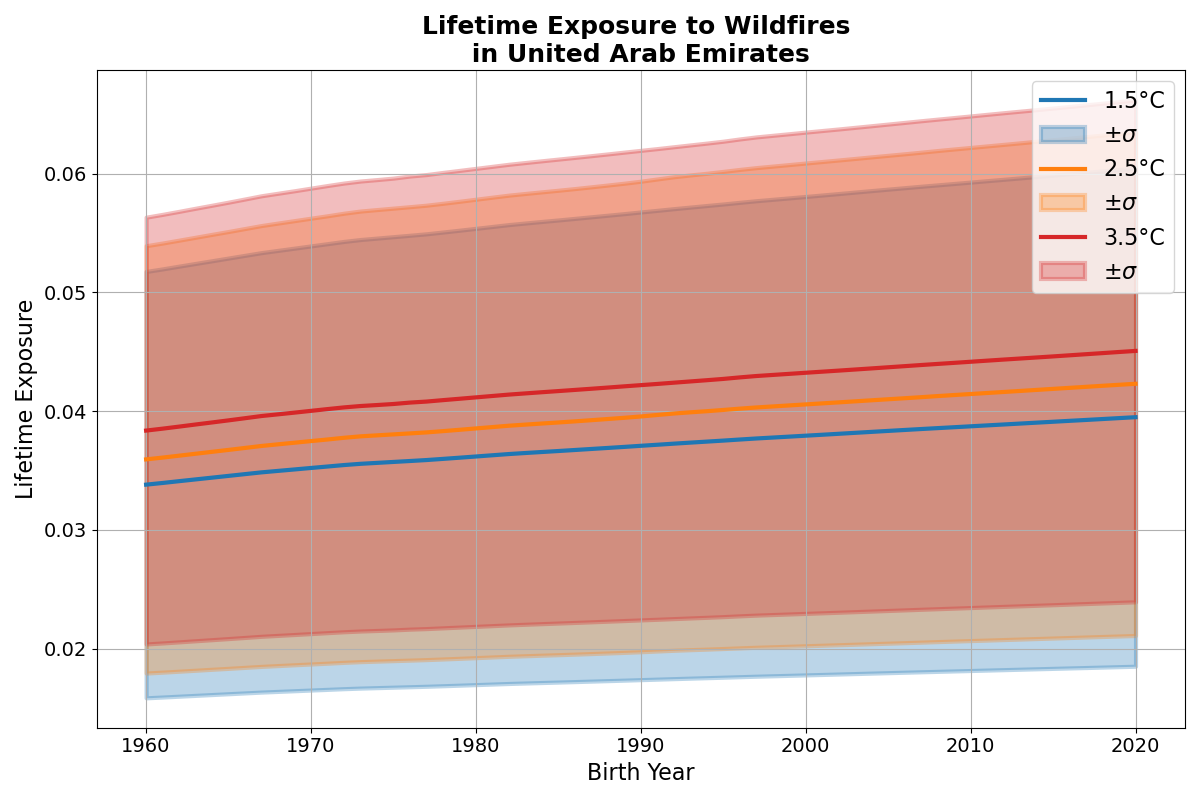 Lifetime Exposure to Wildfires
in United Arab Emirates
1.5°C
±σ
2.5°C
±σ
3.5°C
±σ
Lifetime Exposure
0.06
0.05
0.04
0.03
0.02
1960 1970 1980 1990 2000 2010 2020
Birth Year